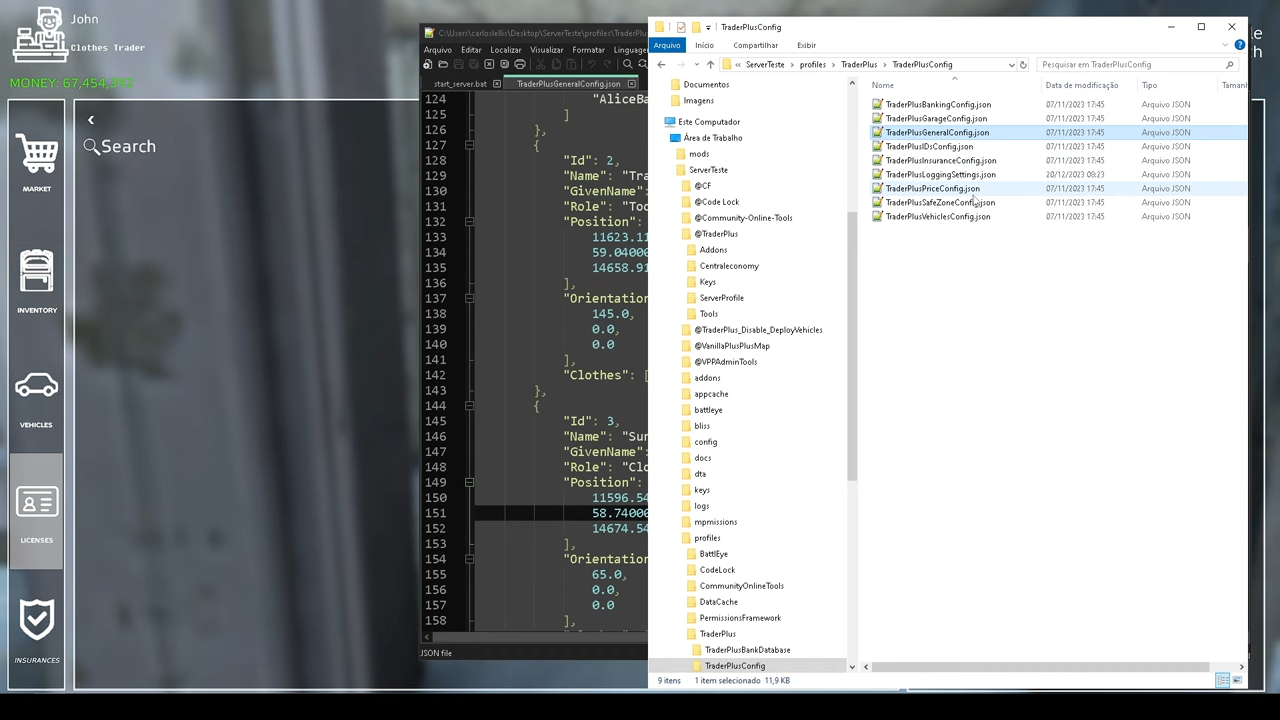 John
Clothes Trader
MONEY: 67,454,
MARKET
INVENTORY
VEHICLES
LICENSES
INSURANCES
Search
C:\Users\carloslellis\Desktop\ServerTeste\profiles\TraderPlus
Arquivo Editar Localizar Visualizar Formatar Linguage
start_server.bat TraderPlusGeneralConfig.json
124 "AliceBa
125 ]
126 },
127 {
128 "Id": 2,
129 "Name": "Tra
130 "GivenName":
131 "Role": "Too
132 "Position":
133 11623.11
134 59.04000
135 14658.91
136 ],
137 "Orientation
138 145.0,
139 0.0,
140 0.0
141 ],
142 "Clothes": [
143 },
144 {
145 "Id": 3,
146 "Name": "Sur
147 "GivenName":
148 "Role": "Clo
149 "Position":
150 11596.54
151 58.74000
152 14674.54
153 ],
154 "Orientation
155 65.0,
156 0.0,
157 0.0
158 ],
JSON file
TraderPlusConfig
Arquivo Início Compartilhar Exibir
« ServerTeste › profiles › TraderPlus › TraderPlusConfig
Pesquisar em TraderPlusConfig
Documentos
Imagens
Este Computador
Área de Trabalho
mods
ServerTeste
@CF
@Code Lock
@Community-Online-Tools
@TraderPlus
Addons
Centraleconomy
Keys
ServerProfile
Tools
@TraderPlus_Disable_DeployVehicles
@VanillaPlusPlusMap
@VPPAdminTools
addons
appcache
battleye
bliss
config
docs
dta
keys
logs
mpmissions
profiles
BattlEye
CodeLock
CommunityOnlineTools
DataCache
PermissionsFramework
TraderPlus
TraderPlusBankDatabase
TraderPlusConfig
Nome Data de modificação Tipo Tamanh
TraderPlusBankingConfig.json 07/11/2023 17:45 Arquivo JSON
TraderPlusGarageConfig.json 07/11/2023 17:45 Arquivo JSON
TraderPlusGeneralConfig.json 07/11/2023 17:45 Arquivo JSON
TraderPlusIDsConfig.json 07/11/2023 17:45 Arquivo JSON
TraderPlusInsuranceConfig.json 07/11/2023 17:45 Arquivo JSON
TraderPlusLoggingSettings.json 20/12/2023 08:23 Arquivo JSON
TraderPlusPriceConfig.json 07/11/2023 17:45 Arquivo JSON
TraderPlusSafeZoneConfig.json 07/11/2023 17:45 Arquivo JSON
TraderPlusVehiclesConfig.json 07/11/2023 17:45 Arquivo JSON
9 itens 1 item selecionado 11,9 KB